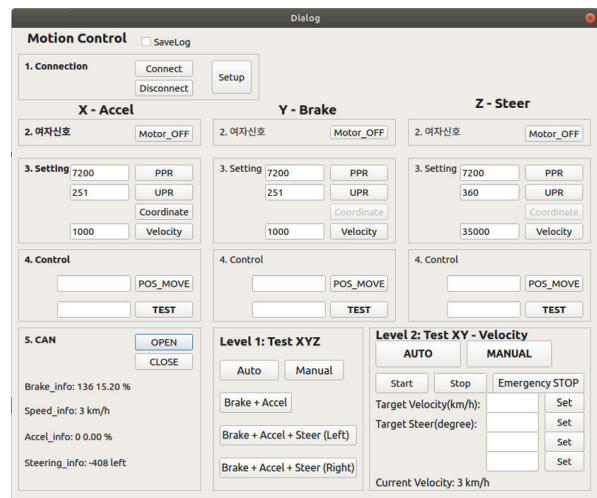 Dialog
Motion Control
SaveLog
1. Connection
Connect
Disconnect
Setup
X - Accel
Y - Brake
Z - Steer
2. 여자신호
Motor_OFF
2. 여자신호
Motor_OFF
2. 여자신호
Motor_OFF
3. Setting
7200
PPR
251
UPR
Coordinate
1000
Velocity
3. Setting
7200
PPR
251
UPR
Coordinate
1000
Velocity
3. Setting
7200
PPR
360
UPR
Coordinate
35000
Velocity
4. Control
POS_MOVE
TEST
4. Control
POS_MOVE
TEST
4. Control
POS_MOVE
TEST
5. CAN
OPEN
CLOSE
Brake_info: 136 15.20 %
Speed_info: 3 km/h
Accel_info: 0 0.00 %
Steering_info: -408 left
Level 1: Test XYZ
Auto
Manual
Brake + Accel
Brake + Accel + Steer (Left)
Brake + Accel + Steer (Right)
Level 2: Test XY - Velocity
AUTO
MANUAL
Start
Stop
Emergency STOP
Target Velocity(km/h):
Set
Target Steer(degree):
Set
Set
Set
Current Velocity: 3 km/h